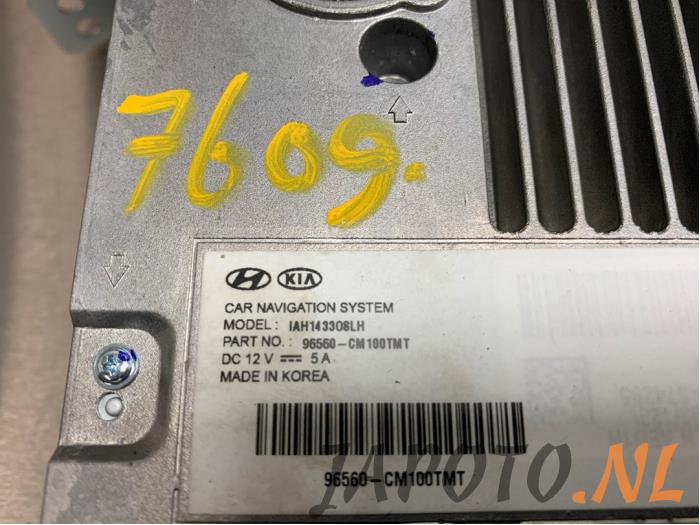 7609.
KIA
CAR NAVIGATION SYSTEM
MODEL : IAH14330SLH
PART NO. : 96560-CM100TMT
DC 12 V ⎓ 5 A
MADE IN KOREA
96560-CM100TMT
JAPOTO.NL